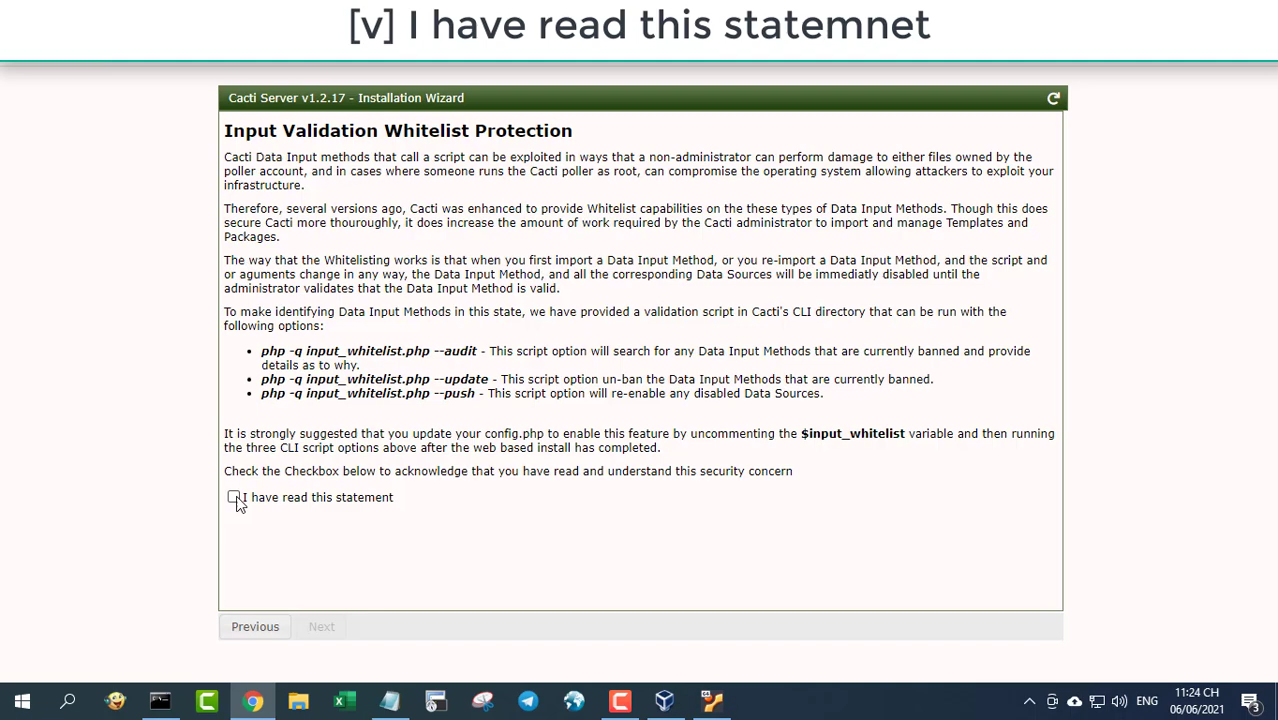 [v] I have read this statemnet
Cacti Server v1.2.17 - Installation Wizard
Input Validation Whitelist Protection
Cacti Data Input methods that call a script can be exploited in ways that a non-administrator can perform damage to either files owned by the
poller account, and in cases where someone runs the Cacti poller as root, can compromise the operating system allowing attackers to exploit your
infrastructure.
Therefore, several versions ago, Cacti was enhanced to provide Whitelist capabilities on the these types of Data Input Methods. Though this does
secure Cacti more thouroughly, it does increase the amount of work required by the Cacti administrator to import and manage Templates and
Packages.
The way that the Whitelisting works is that when you first import a Data Input Method, or you re-import a Data Input Method, and the script and
or aguments change in any way, the Data Input Method, and all the corresponding Data Sources will be immediatly disabled until the
administrator validates that the Data Input Method is valid.
To make identifying Data Input Methods in this state, we have provided a validation script in Cacti's CLI directory that can be run with the
following options:
• php -q input_whitelist.php --audit - This script option will search for any Data Input Methods that are currently banned and provide
details as to why.
• php -q input_whitelist.php --update - This script option un-ban the Data Input Methods that are currently banned.
• php -q input_whitelist.php --push - This script option will re-enable any disabled Data Sources.
It is strongly suggested that you update your config.php to enable this feature by uncommenting the $input_whitelist variable and then running
the three CLI script options above after the web based install has completed.
Check the Checkbox below to acknowledge that you have read and understand this security concern
I have read this statement
Previous Next
ENG
11:24 CH
06/06/2021
3